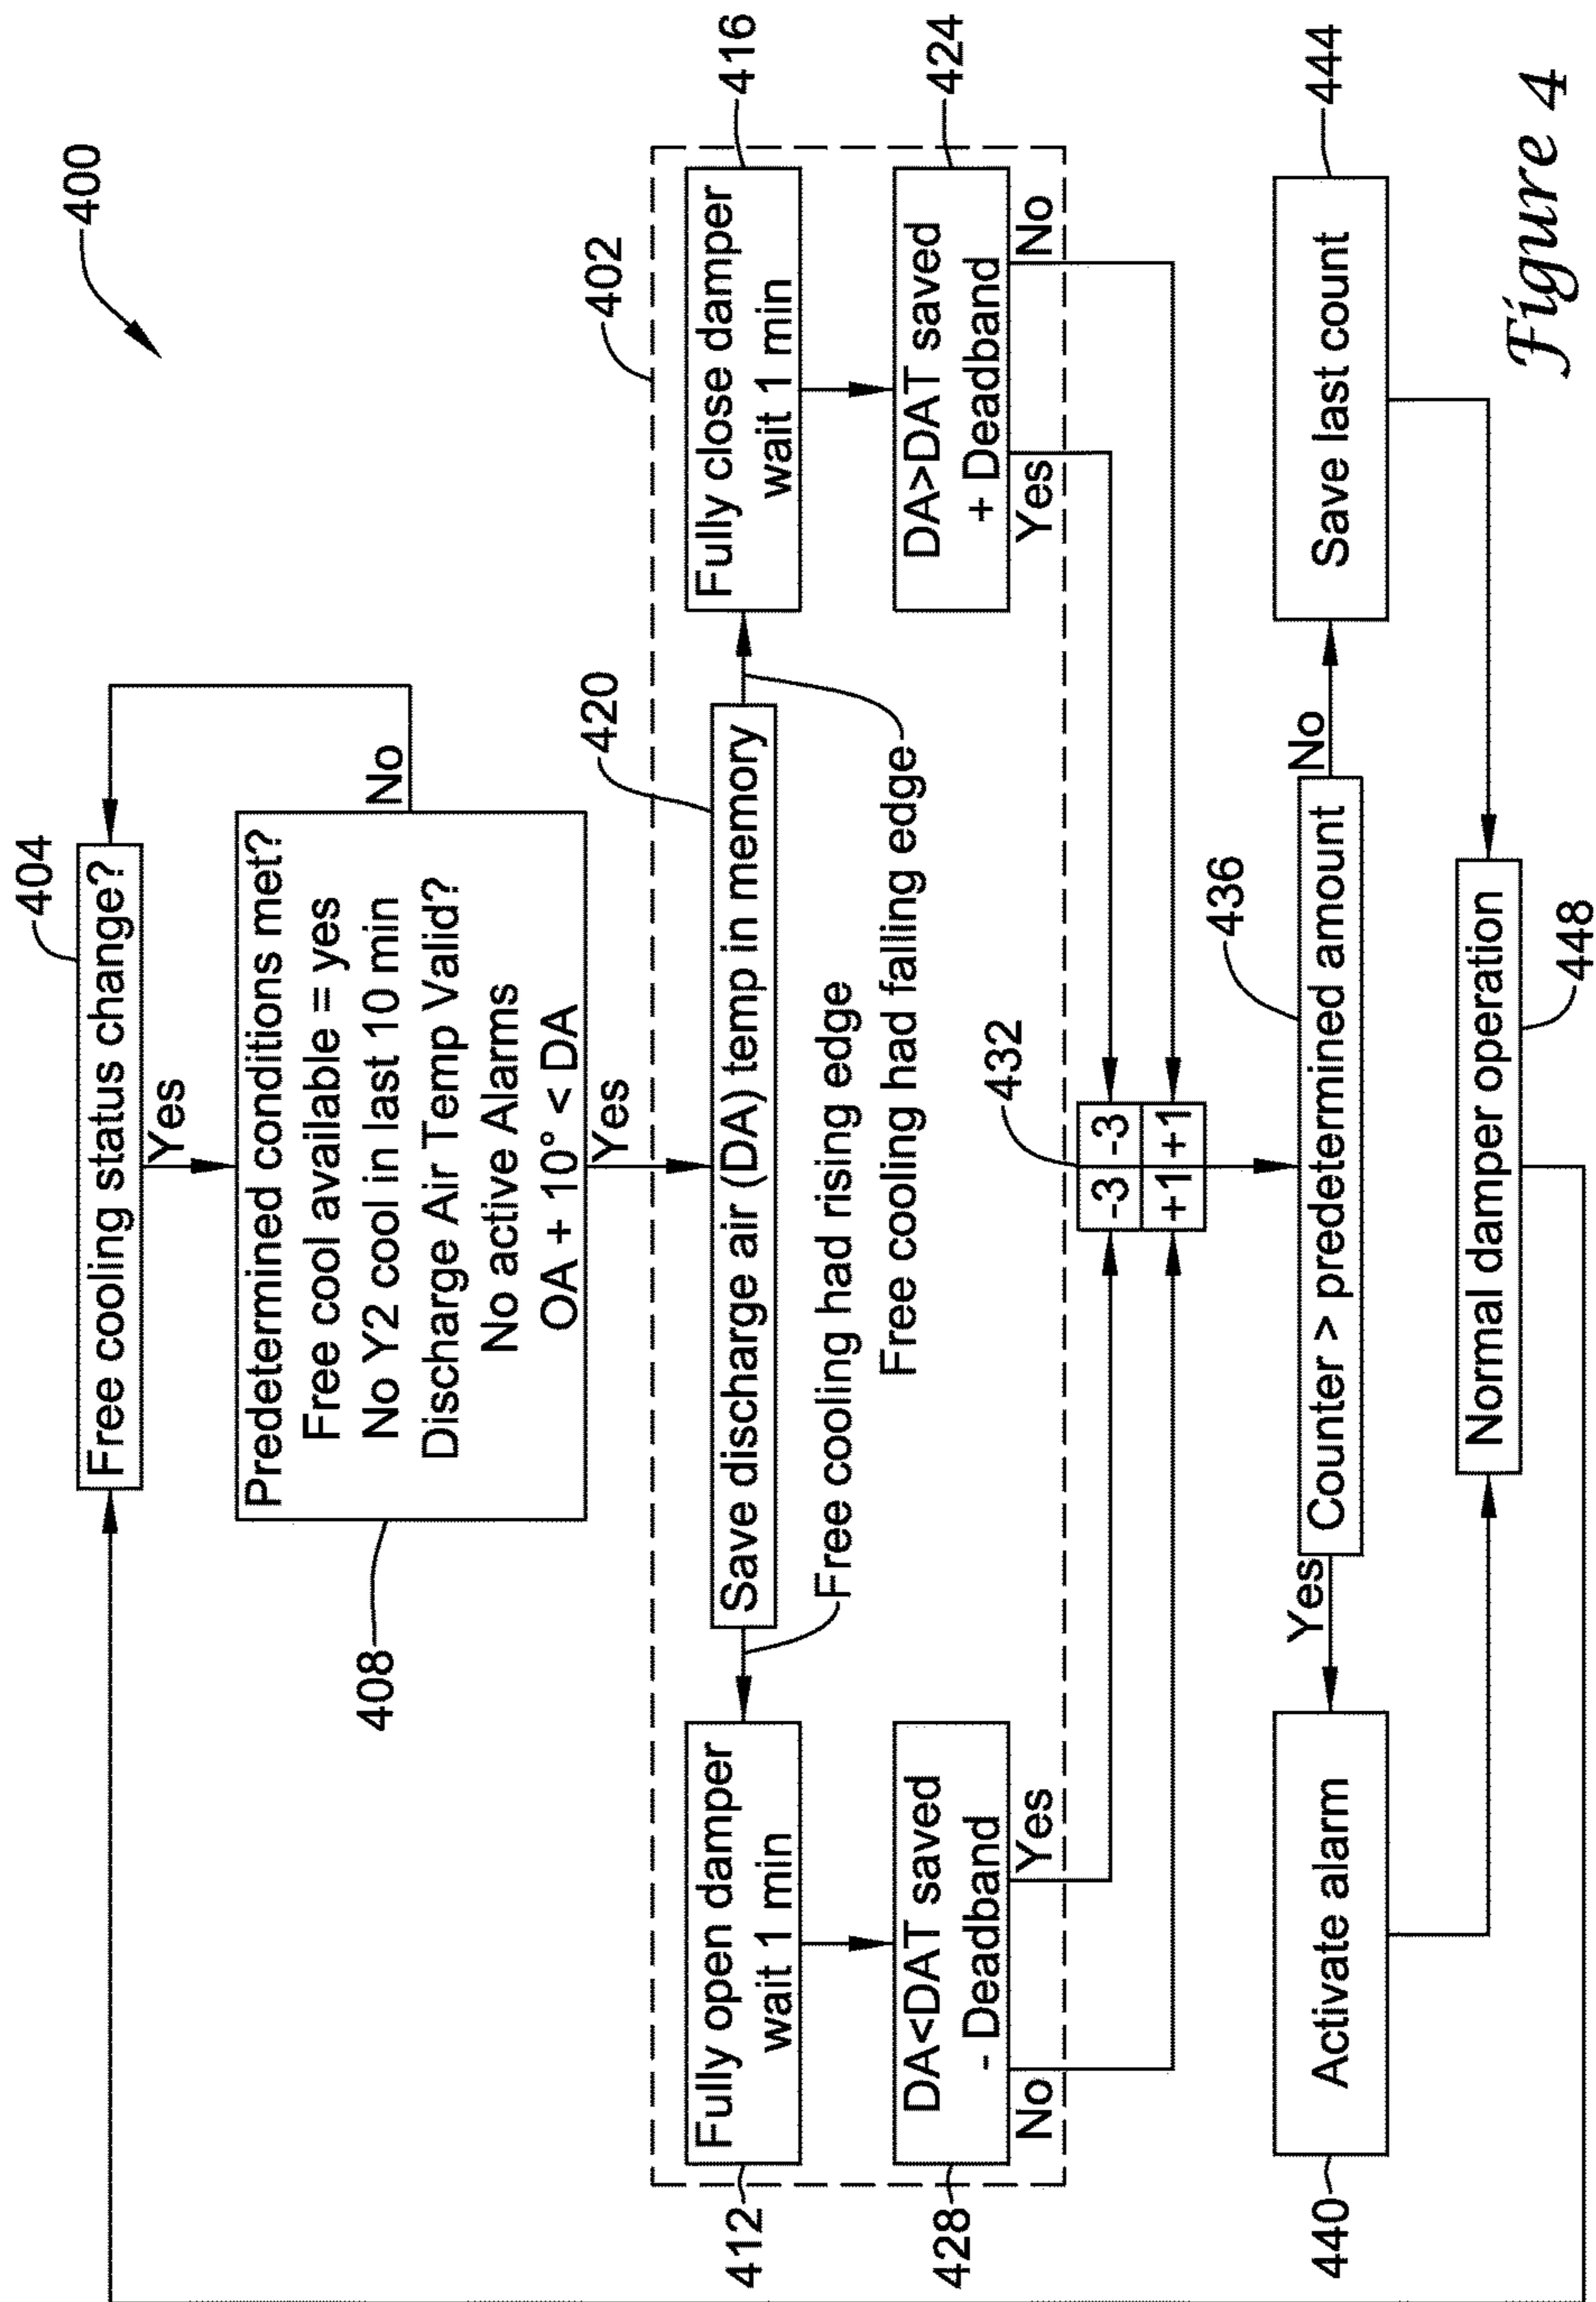 400
404
Free cooling status change?
Yes
Predetermined conditions met?
Free cool available = yes
No Y2 cool in last 10 min
Discharge Air Temp Valid?
No active Alarms
OA + 10° < DA
No
408
Yes
402
420
Save discharge air (DA) temp in memory
412
Fully open damper
wait 1 min
Fully close damper
wait 1 min
416
Free cooling had rising edge
Free cooling had falling edge
428
DA<DAT saved
- Deadband
No
Yes
DA>DAT saved
+ Deadband
Yes
No
424
432
-3 -3
+1 +1
436
Yes
Counter > predetermined amount
No
440
Activate alarm
Save last count
444
Normal damper operation
448
Figure 4